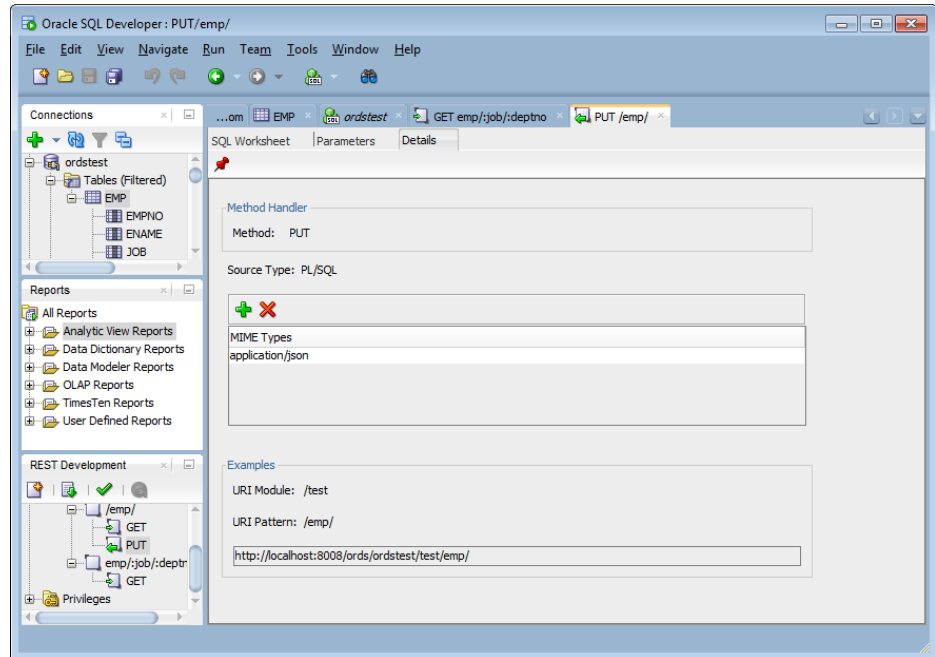 Oracle SQL Developer : PUT/emp/
File Edit View Navigate Run Team Tools Window Help
Connections
ordstest
Tables (Filtered)
EMP
EMPNO
ENAME
JOB
Reports
All Reports
Analytic View Reports
Data Dictionary Reports
Data Modeler Reports
OLAP Reports
TimesTen Reports
User Defined Reports
REST Development
/emp/
GET
PUT
emp/:job/:deptn
GET
Privileges
...om EMP ordstest GET emp/:job/:deptno PUT /emp/
SQL Worksheet Parameters Details
Method Handler
Method: PUT
Source Type: PL/SQL
MIME Types
application/json
Examples
URI Module: /test
URI Pattern: /emp/
http://localhost:8008/ords/ordstest/test/emp/